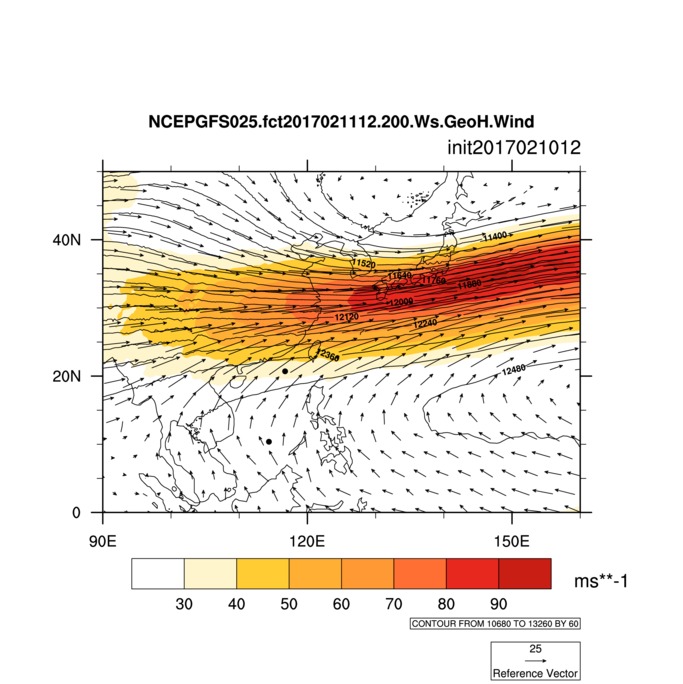 NCEPGFS025.fct2017021112.200.Ws.GeoH.Wind
init2017021012
40N
11400
11520
11640
11760
11880
12000
12120
12240
12360
20N
12480
0
90E 120E 150E
ms**-1
30 40 50 60 70 80 90
CONTOUR FROM 10680 TO 13260 BY 60
25
Reference Vector